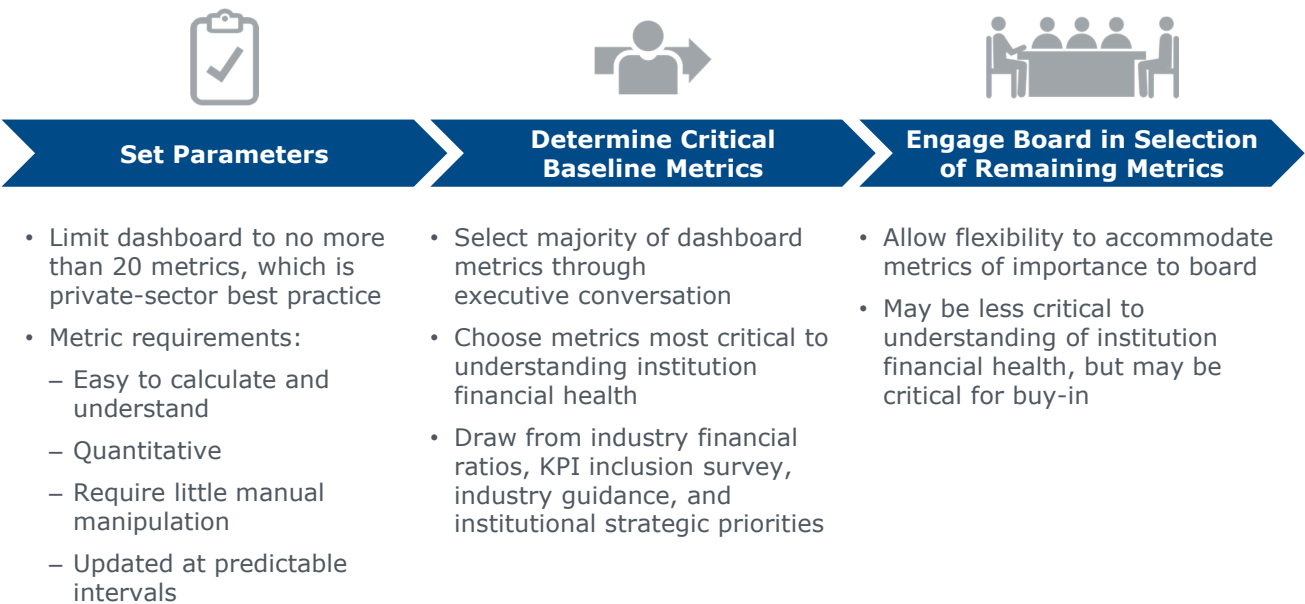 Set Parameters
• Limit dashboard to no more
than 20 metrics, which is
private-sector best practice
• Metric requirements:
– Easy to calculate and
understand
– Quantitative
– Require little manual
manipulation
– Updated at predictable
intervals
Determine Critical
Baseline Metrics
• Select majority of dashboard
metrics through
executive conversation
• Choose metrics most critical to
understanding institution
financial health
• Draw from industry financial
ratios, KPI inclusion survey,
industry guidance, and
institutional strategic priorities
Engage Board in Selection
of Remaining Metrics
• Allow flexibility to accommodate
metrics of importance to board
• May be less critical to
understanding of institution
financial health, but may be
critical for buy-in